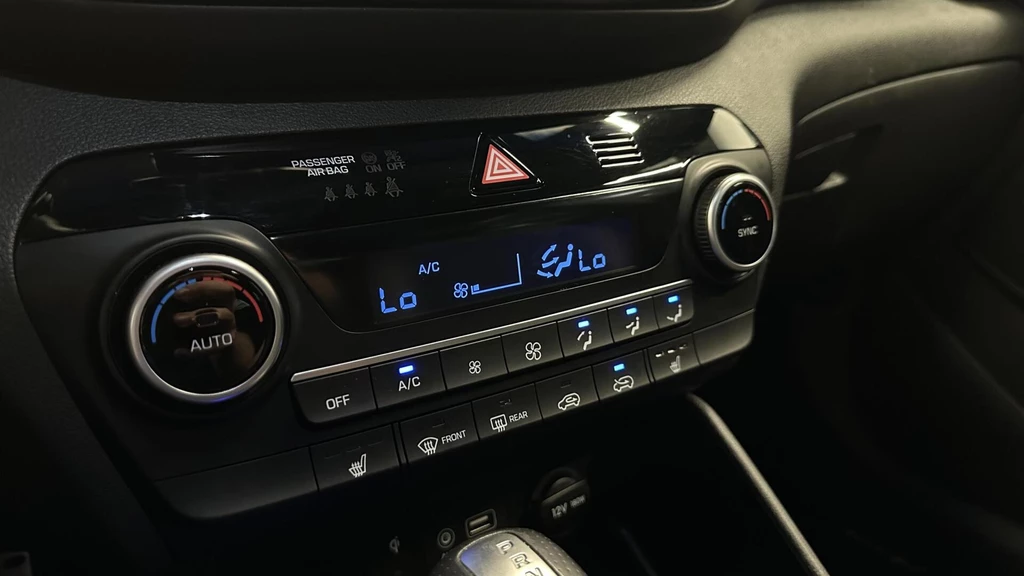 PASSENGER
AIR BAG
ON
OFF
A/C
Lo
Lo
AUTO
SYNC
OFF
A/C
FRONT
REAR
12V
P
R
N